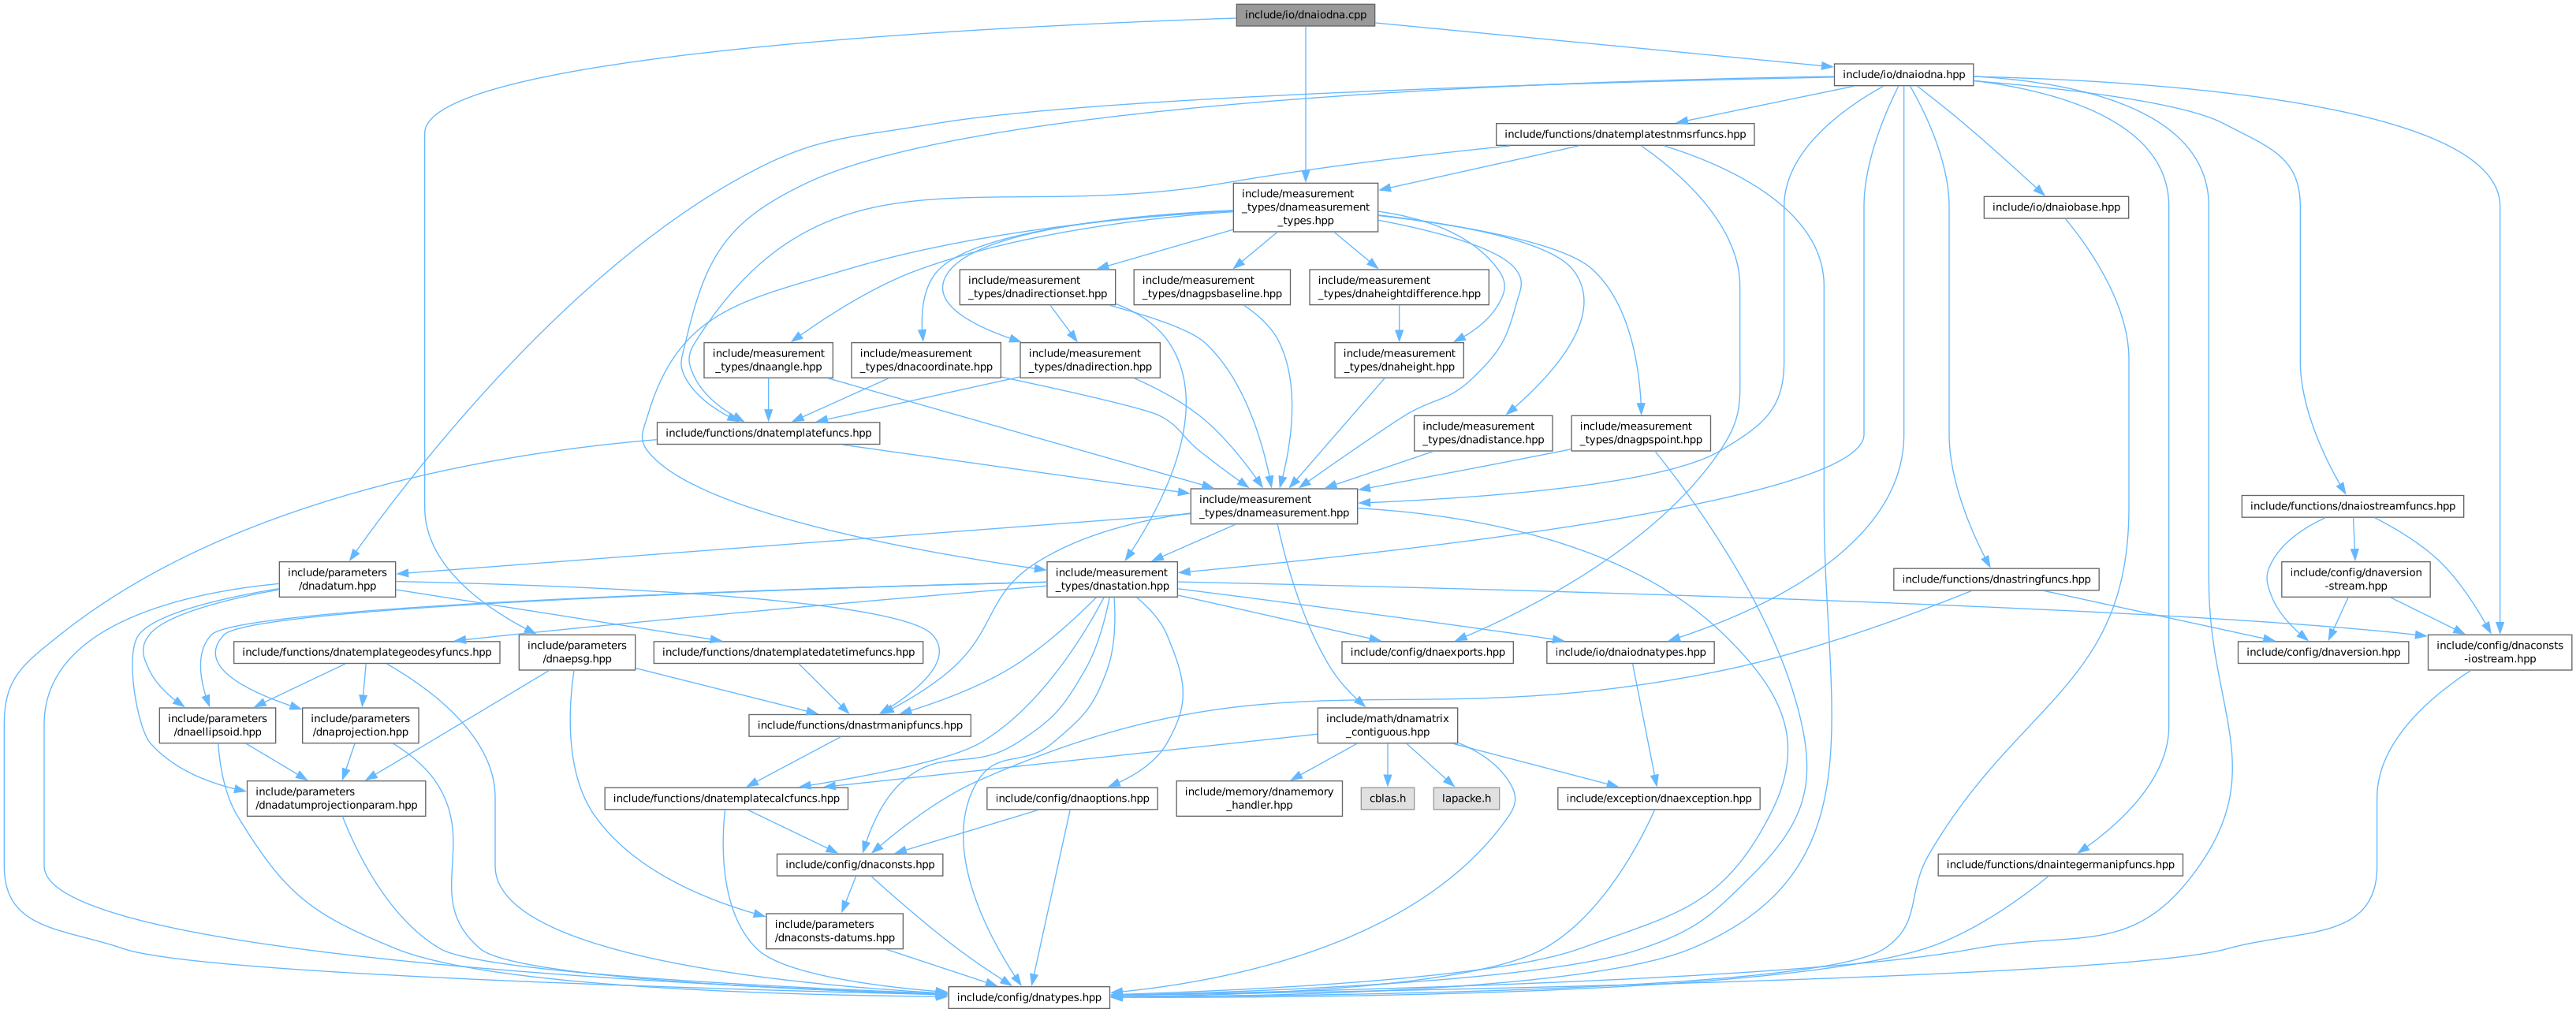 include/io/dnaiodna.cpp
include/io/dnaiodna.hpp
include/functions/dnatemplatestnmsrfuncs.hpp
include/measurement
_types/dnameasurement
_types.hpp
include/io/dnaiobase.hpp
include/measurement
_types/dnadirectionset.hpp
include/measurement
_types/dnagpsbaseline.hpp
include/measurement
_types/dnaheightdifference.hpp
include/measurement
_types/dnaangle.hpp
include/measurement
_types/dnacoordinate.hpp
include/measurement
_types/dnadirection.hpp
include/measurement
_types/dnaheight.hpp
include/functions/dnatemplatefuncs.hpp
include/measurement
_types/dnadistance.hpp
include/measurement
_types/dnagpspoint.hpp
include/measurement
_types/dnameasurement.hpp
include/functions/dnaiostreamfuncs.hpp
include/parameters
/dnadatum.hpp
include/measurement
_types/dnastation.hpp
include/functions/dnastringfuncs.hpp
include/config/dnaversion
-stream.hpp
include/functions/dnatemplategeodesyfuncs.hpp
include/parameters
/dnaepsg.hpp
include/functions/dnatemplatedatetimefuncs.hpp
include/config/dnaexports.hpp
include/io/dnaiodnatypes.hpp
include/config/dnaversion.hpp
include/config/dnaconsts
-iostream.hpp
include/parameters
/dnaellipsoid.hpp
include/parameters
/dnaprojection.hpp
include/functions/dnastrmanipfuncs.hpp
include/math/dnamatrix
_contiguous.hpp
include/parameters
/dnadatumprojectionparam.hpp
include/functions/dnatemplatecalcfuncs.hpp
include/config/dnaoptions.hpp
include/memory/dnamemory
_handler.hpp
cblas.h
lapacke.h
include/exception/dnaexception.hpp
include/config/dnaconsts.hpp
include/functions/dnaintegermanipfuncs.hpp
include/parameters
/dnaconsts-datums.hpp
include/config/dnatypes.hpp